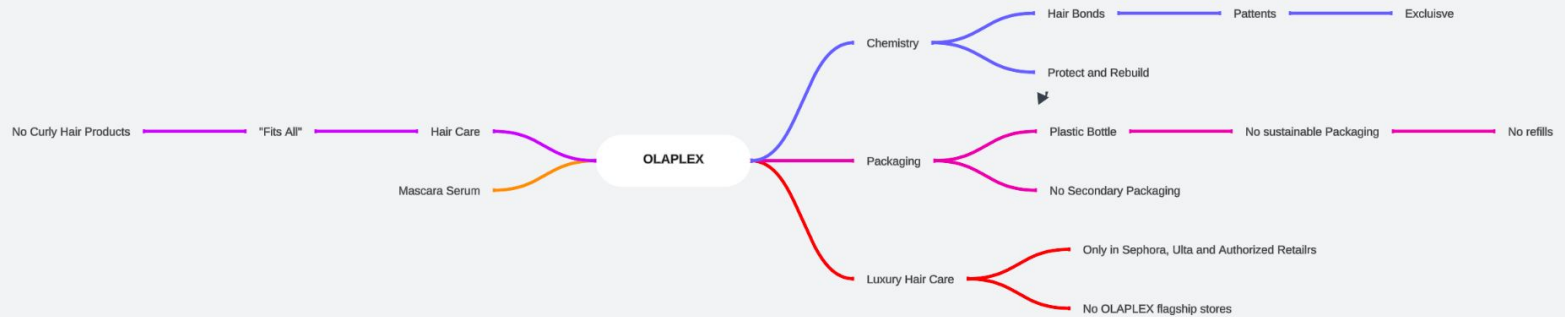 Hair Bonds
Pattents
Excluisve
Chemistry
Protect and Rebuild
No Curly Hair Products
"Fits All"
Hair Care
Plastic Bottle
No sustainable Packaging
No refills
OLAPLEX
Packaging
Mascara Serum
No Secondary Packaging
Only in Sephora, Ulta and Authorized Retailrs
Luxury Hair Care
No OLAPLEX flagship stores